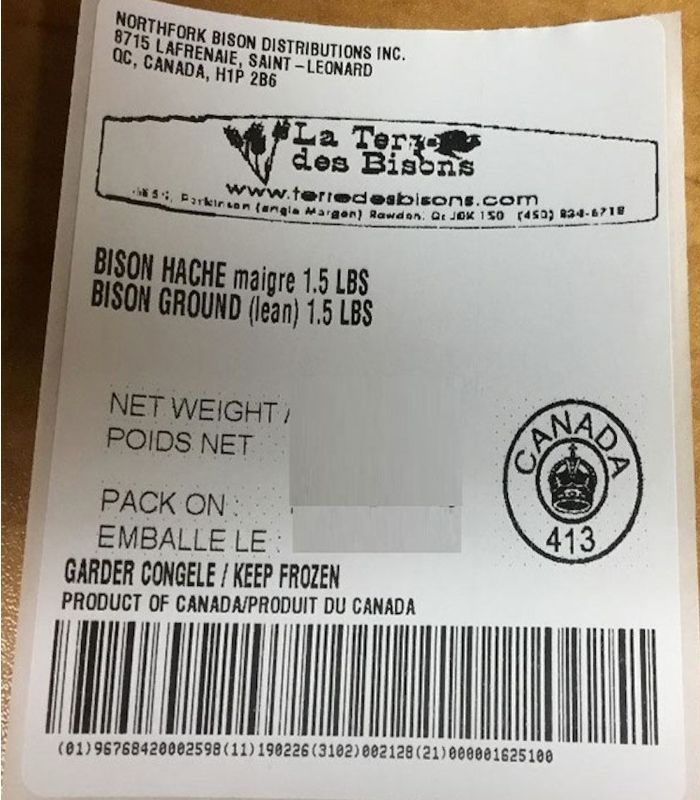 NORTHFORK BISON DISTRIBUTIONS INC.
8715 LAFRENAIE, SAINT-LEONARD
QC, CANADA, H1P 2B6
La Terre
des Bisons
www.terredesbisons.com
Parkinson (angle Morgan) Rawdon, Qc J0K 1S0 (450) 834-6718
BISON HACHE maigre 1.5 LBS
BISON GROUND (lean) 1.5 LBS
NET WEIGHT /
POIDS NET
PACK ON :
EMBALLE LE :
CANADA
413
GARDER CONGELE / KEEP FROZEN
PRODUCT OF CANADA/PRODUIT DU CANADA
(01)96768420002598(11)190226(3102)002128(21)000001625100